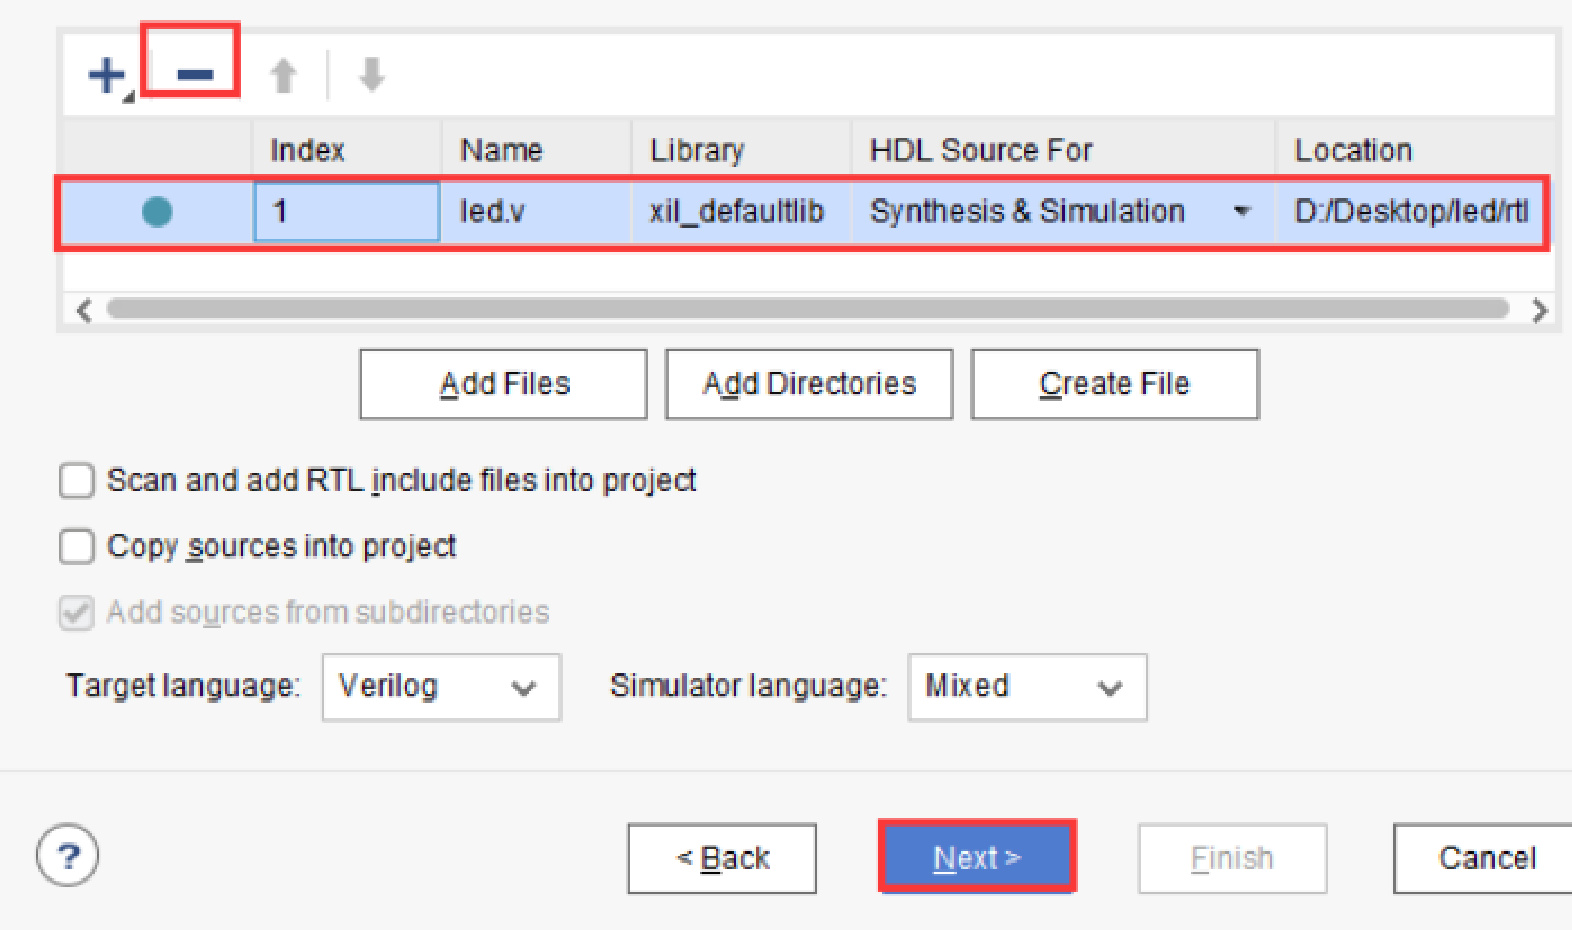 Index Name Library HDL Source For Location
1 led.v xil_defaultlib Synthesis & Simulation D:/Desktop/led/rtl
Add Files Add Directories Create File
Scan and add RTL include files into project
Copy sources into project
Add sources from subdirectories
Target language: Verilog Simulator language: Mixed
? < Back Next > Finish Cancel